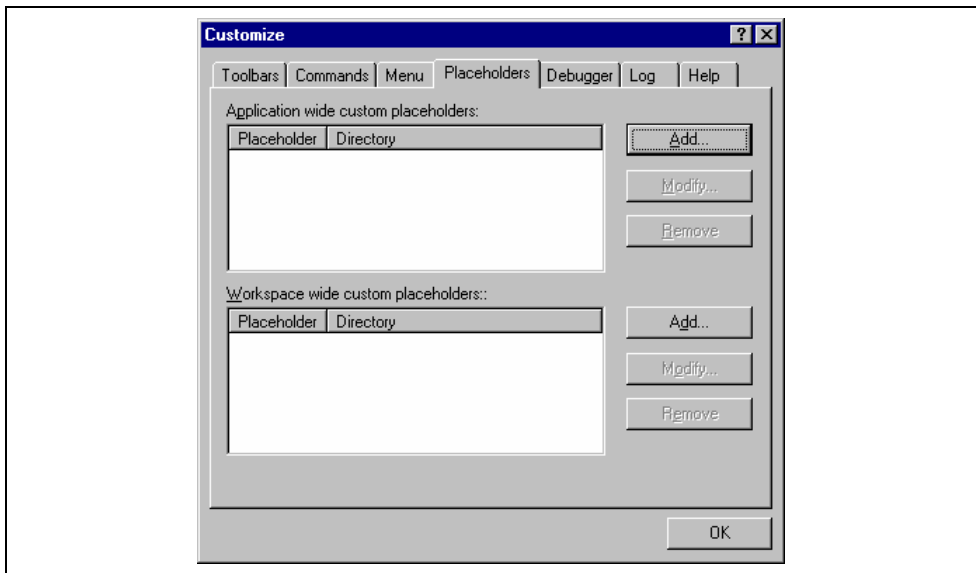 Customize
Toolbars Commands Menu Placeholders Debugger Log Help
Application wide custom placeholders:
Placeholder Directory
Add...
Modify...
Remove
Workspace wide custom placeholders::
Placeholder Directory
Add...
Modify...
Remove
OK